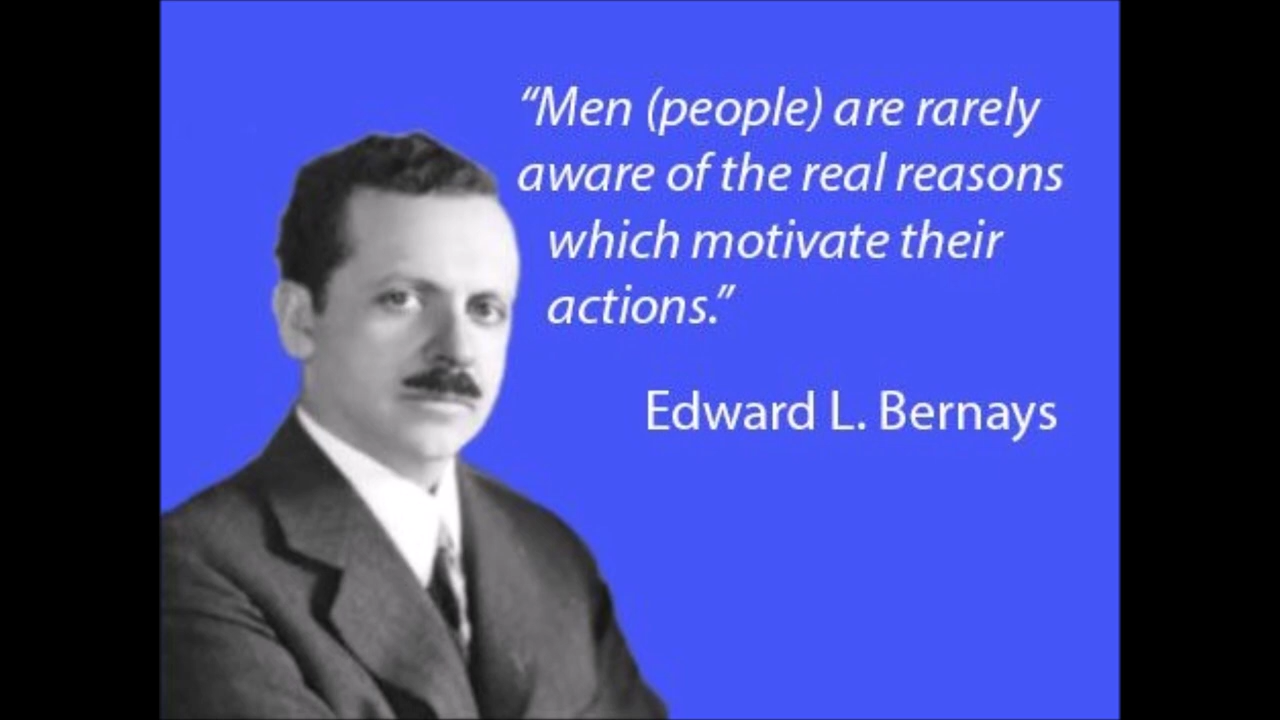 “Men (people) are rarely
aware of the real reasons
which motivate their
actions.”
Edward L. Bernays